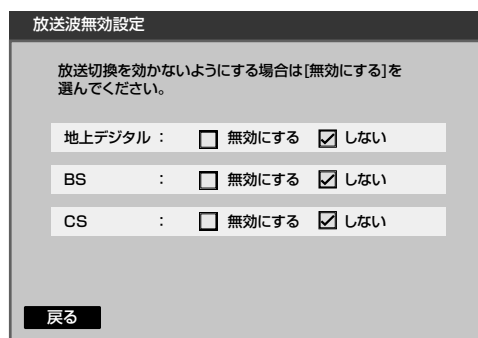 放送波無効設定
放送切換を効かないようにする場合は[無効にする]を
選んでください。
地上デジタル : 無効にする しない
BS : 無効にする しない
CS : 無効にする しない
戻る